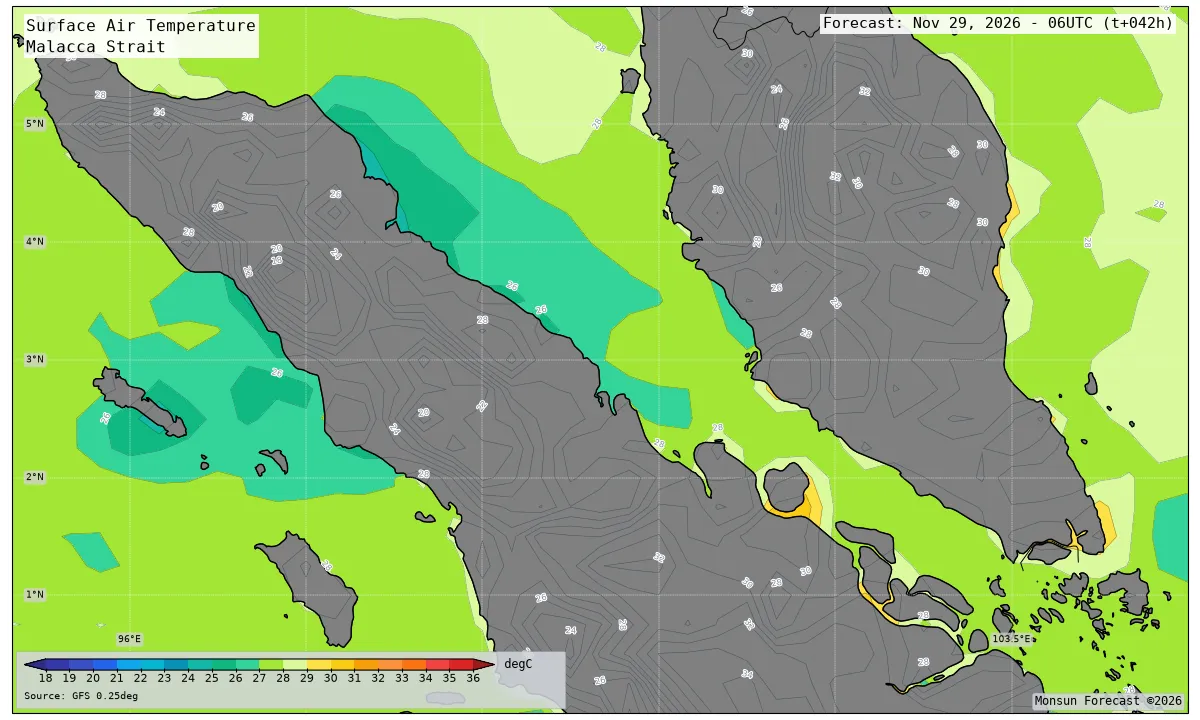 Surface Air Temperature
Malacca Strait
Forecast: Nov 29, 2026 - 06UTC (t+042h)
5°N
4°N
3°N
2°N
1°N
96°E
103.5°E
18 19 20 21 22 23 24 25 26 27 28 29 30 31 32 33 34 35 36
degC
Source: GFS 0.25deg
Monsun Forecast ©2026